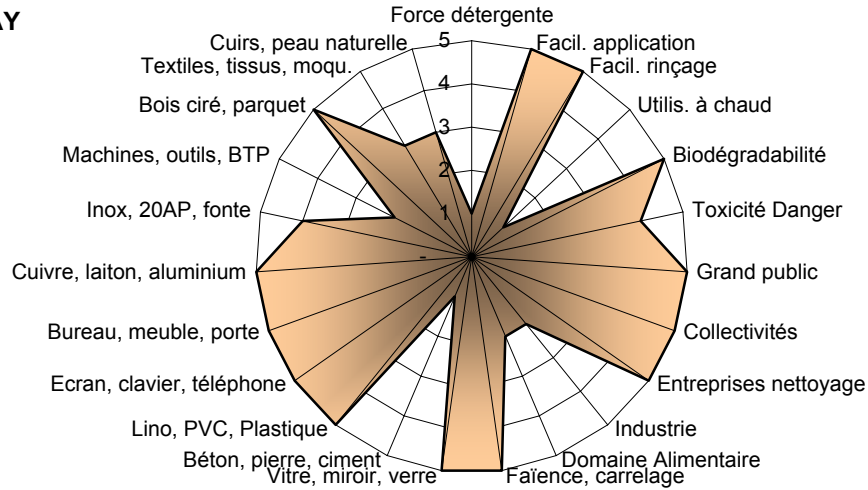 AY
Force détergente
Facil. application
Facil. rinçage
Utilis. à chaud
Biodégradabilité
Toxicité Danger
Grand public
Collectivités
Entreprises nettoyage
Industrie
Domaine Alimentaire
Faïence, carrelage
Vitre, miroir, verre
Béton, pierre, ciment
Lino, PVC, Plastique
Ecran, clavier, téléphone
Bureau, meuble, porte
Cuivre, laiton, aluminium
Inox, 20AP, fonte
Machines, outils, BTP
Bois ciré, parquet
Textiles, tissus, moqu.
Cuirs, peau naturelle
5
4
3
2
1
-